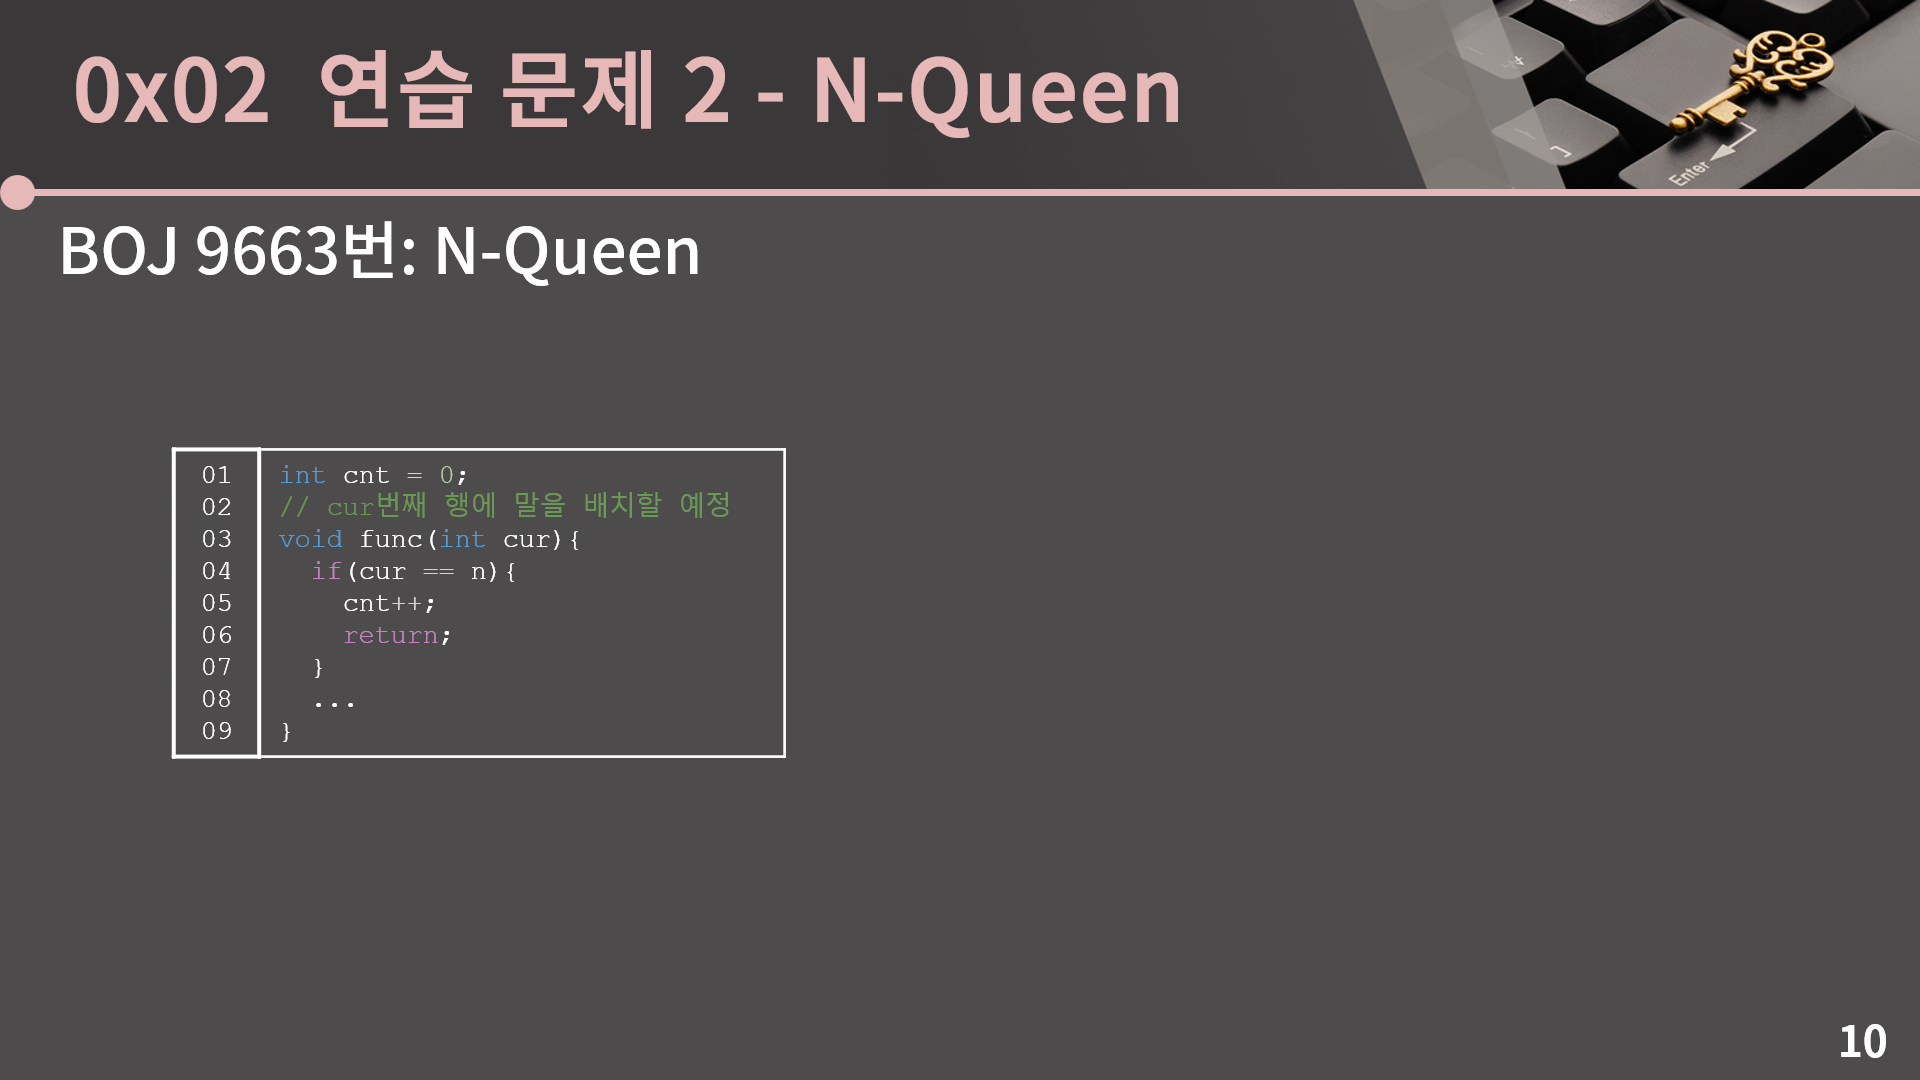 0x02 연습 문제 2 - N-Queen
Enter
BOJ 9663번: N-Queen
01 int cnt = 0;
02 // cur번째 행에 말을 배치할 예정
03 void func(int cur){
04   if(cur == n){
05     cnt++;
06     return;
07   }
08   ...
09 }
10